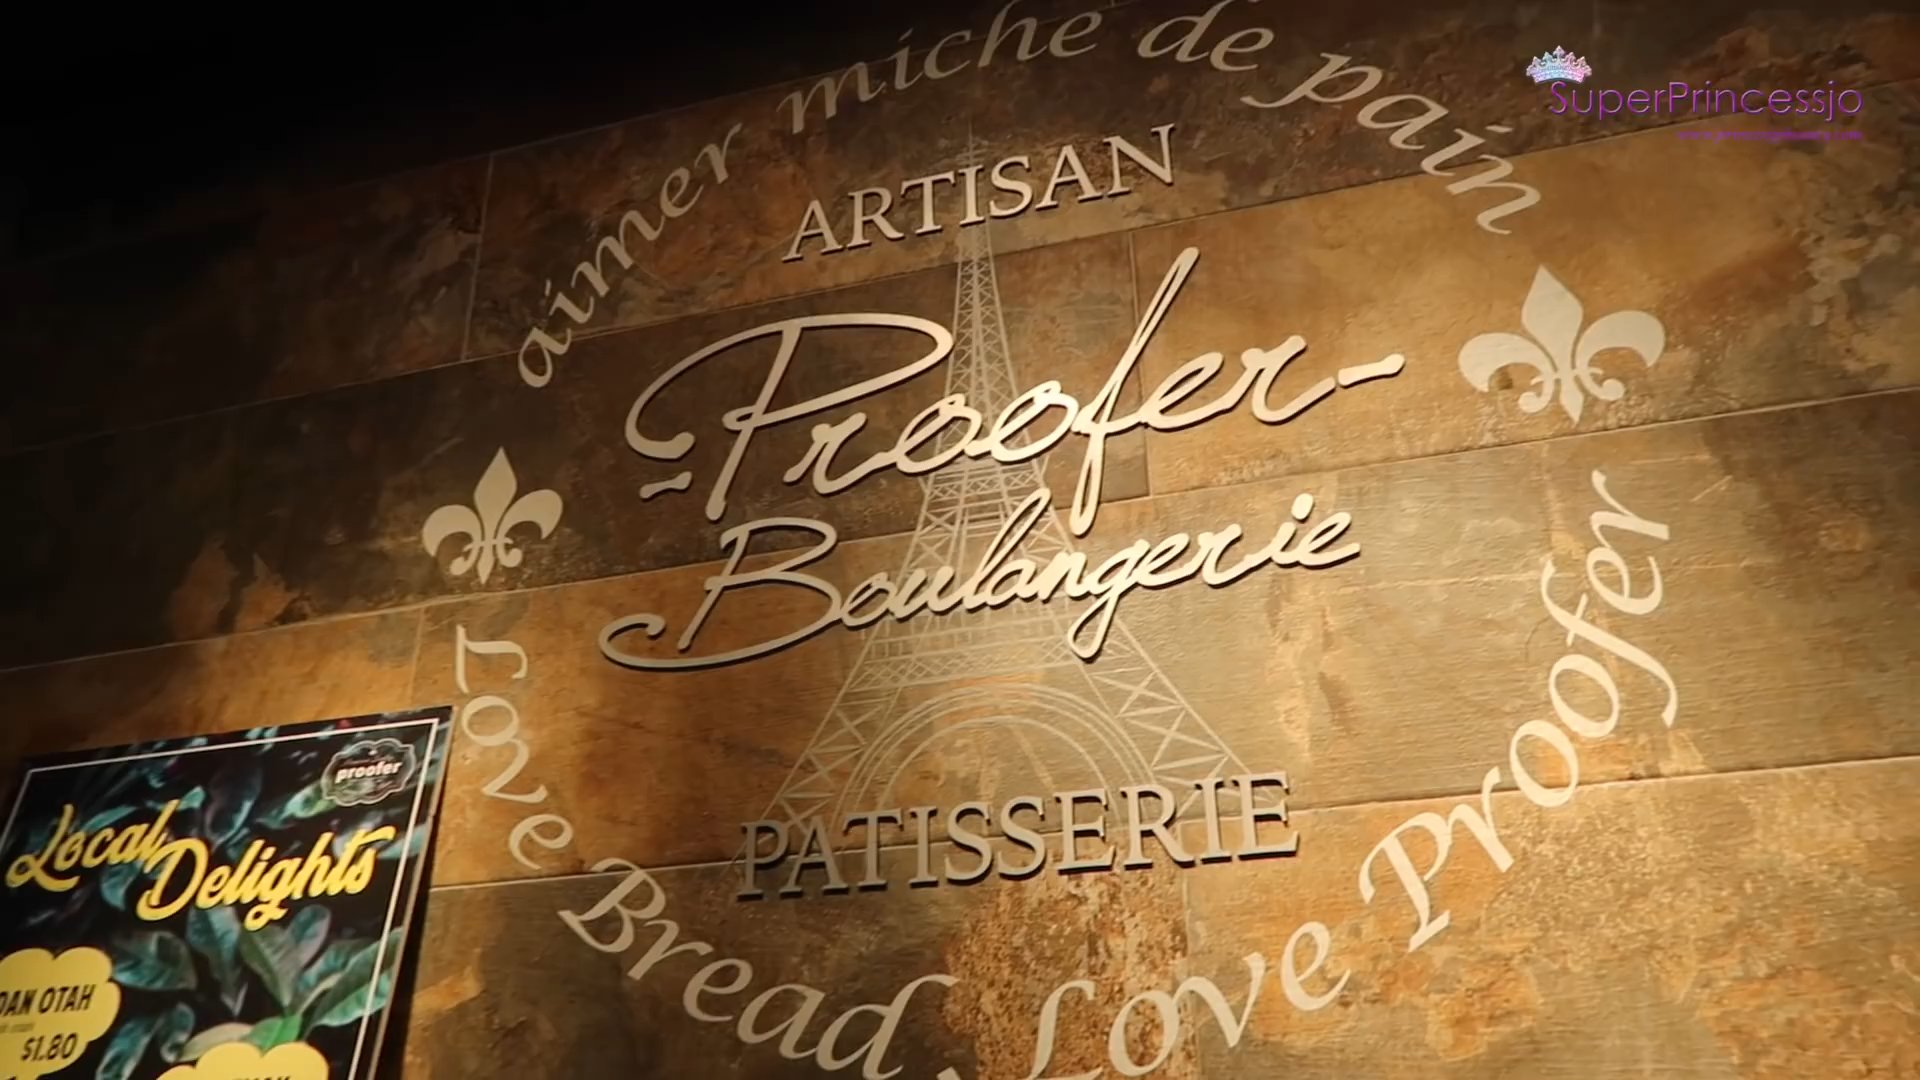 SuperPrincessjo
aimer miche de pain
ARTISAN
-Proofer-
Boulangerie
PATISSERIE
Love Bread, Love Proofer
proofer
Local
Delights
DAN OTAH
$1.80